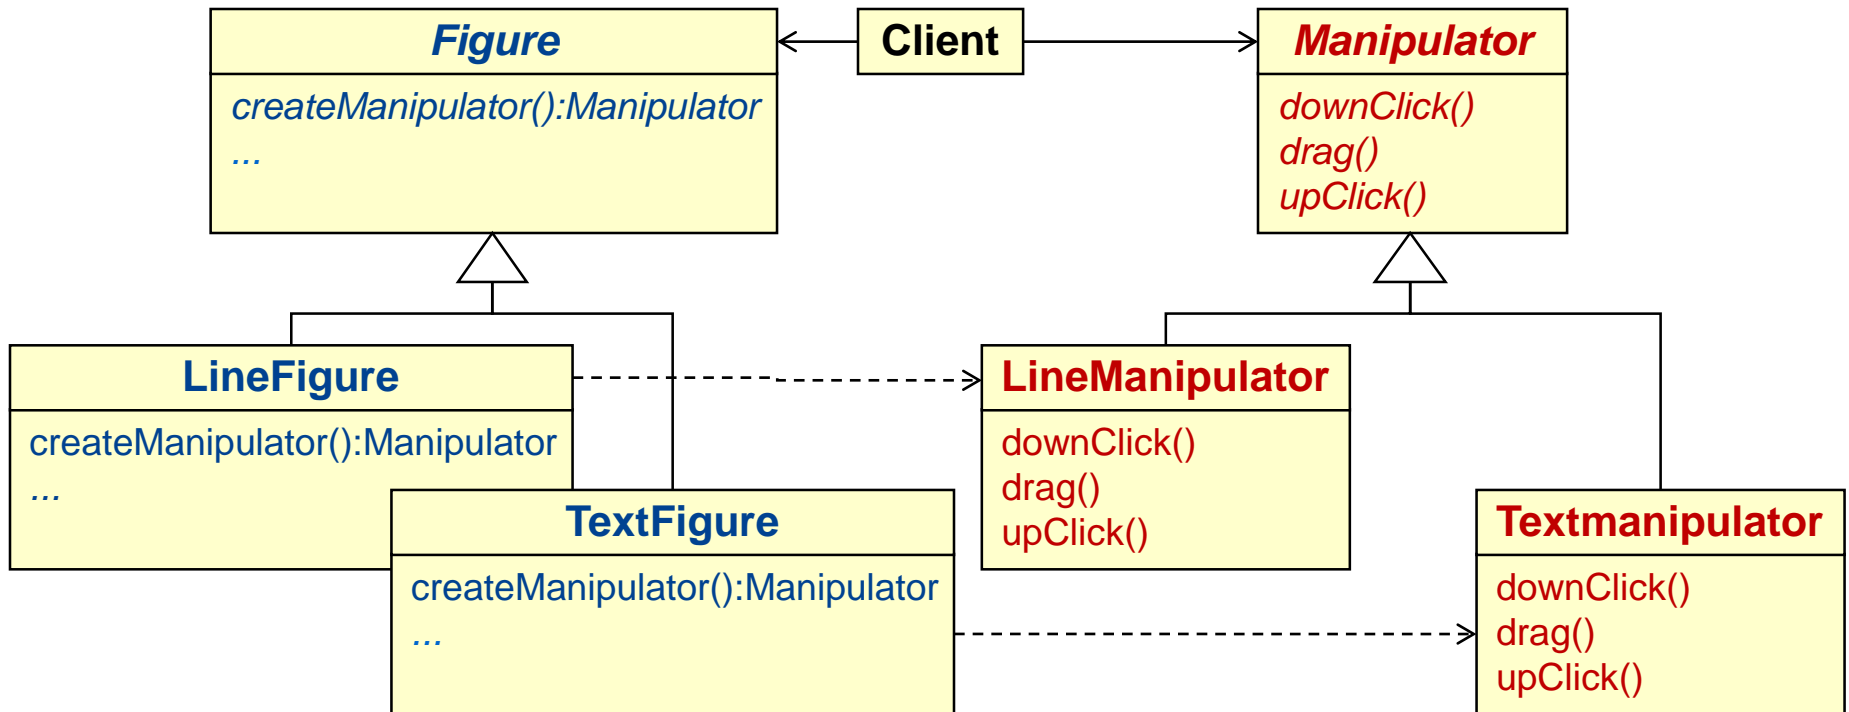 Figure
createManipulator():Manipulator
...
Client
Manipulator
downClick()
drag()
upClick()
LineFigure
createManipulator():Manipulator
...
TextFigure
createManipulator():Manipulator
...
LineManipulator
downClick()
drag()
upClick()
Textmanipulator
downClick()
drag()
upClick()